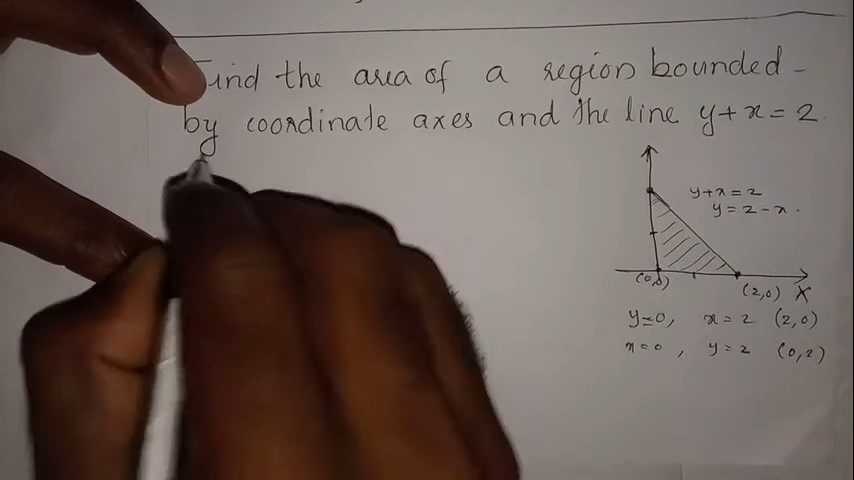 Find the area of a region bounded -
by coordinate axes and the line y+x=2.
y+x=2
y=2-x.
(0,0)
(2,0) X
y=0, x=2 (2,0)
x=0, y=2 (0,2)